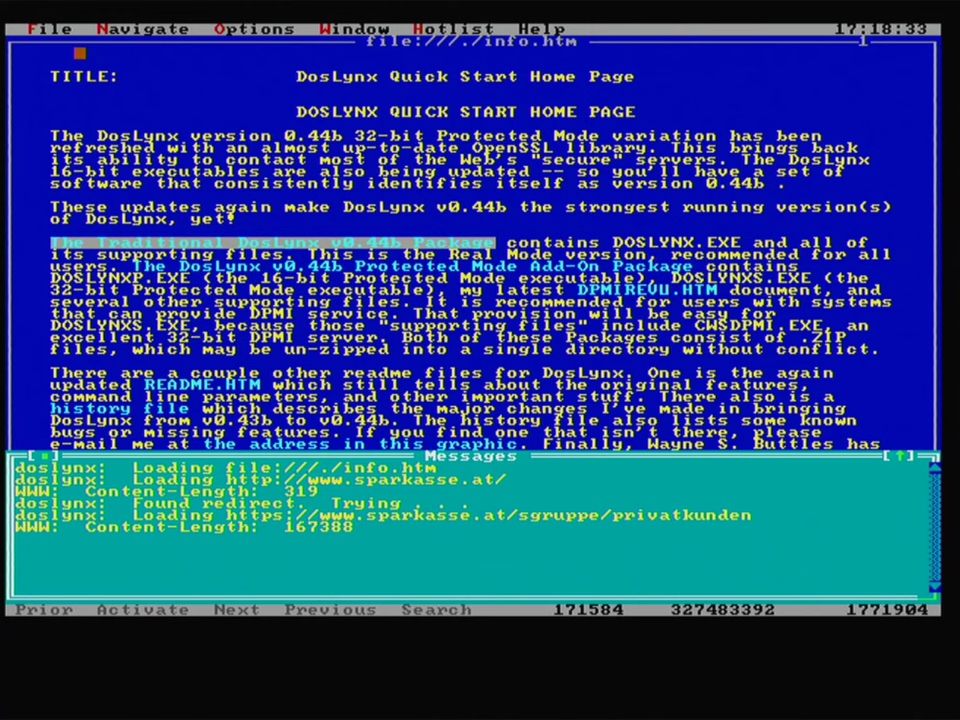 File Navigate Options Window Hotlist Help 17:18:33
file:///./info.htm 1
TITLE: DosLynx Quick Start Home Page
DOSLYNX QUICK START HOME PAGE
The DosLynx version 0.44b 32-bit Protected Mode variation has been
refreshed with an almost up-to-date OpenSSL library. This brings back
its ability to contact most of the Web's "secure" servers. The DosLynx
16-bit executables are also being updated -- so you'll have a set of
software that consistently identifies itself as version 0.44b .
These updates again make DosLynx v0.44b the strongest running version(s)
of DosLynx, yet!
The Traditional DosLynx v0.44b Package contains DOSLYNX.EXE and all of
its supporting files. This is the Real Mode version, recommended for all
users. The DosLynx v0.44b Protected Mode Add-On Package contains
DOSLYNXP.EXE (the 16-bit Protected Mode executable), DOSLYNXS.EXE (the
32-bit Protected Mode executable), my latest DPMIREVU.HTM document, and
several other supporting files. It is recommended for users with systems
that can provide DPMI service. That provision will be easy for
DOSLYNXS.EXE, because those "supporting files" include CWSDPMI.EXE, an
excellent 32-bit DPMI server. Both of these Packages consist of .ZIP
files, which may be un-zipped into a single directory without conflict.
There are a couple other readme files for DosLynx. One is the again
updated README.HTM which still tells about the original features,
command line parameters, and other important stuff. There also is a
history file which describes the major changes I've made in bringing
DosLynx from v0.43b to v0.44b. The history file also lists some known
bugs or missing features. If you find one that isn't there, please
e-mail me at the address in this graphic. Finally, Wayne S. Buttles has
Messages
doslynx: Loading file:///./info.htm
doslynx: Loading http://www.sparkasse.at/
WWW: Content-Length: 319
doslynx: Found redirect. Trying . . .
doslynx: Loading https://www.sparkasse.at/sgruppe/privatkunden
WWW: Content-Length: 167388
Prior Activate Next Previous Search 171584 327483392 1771904